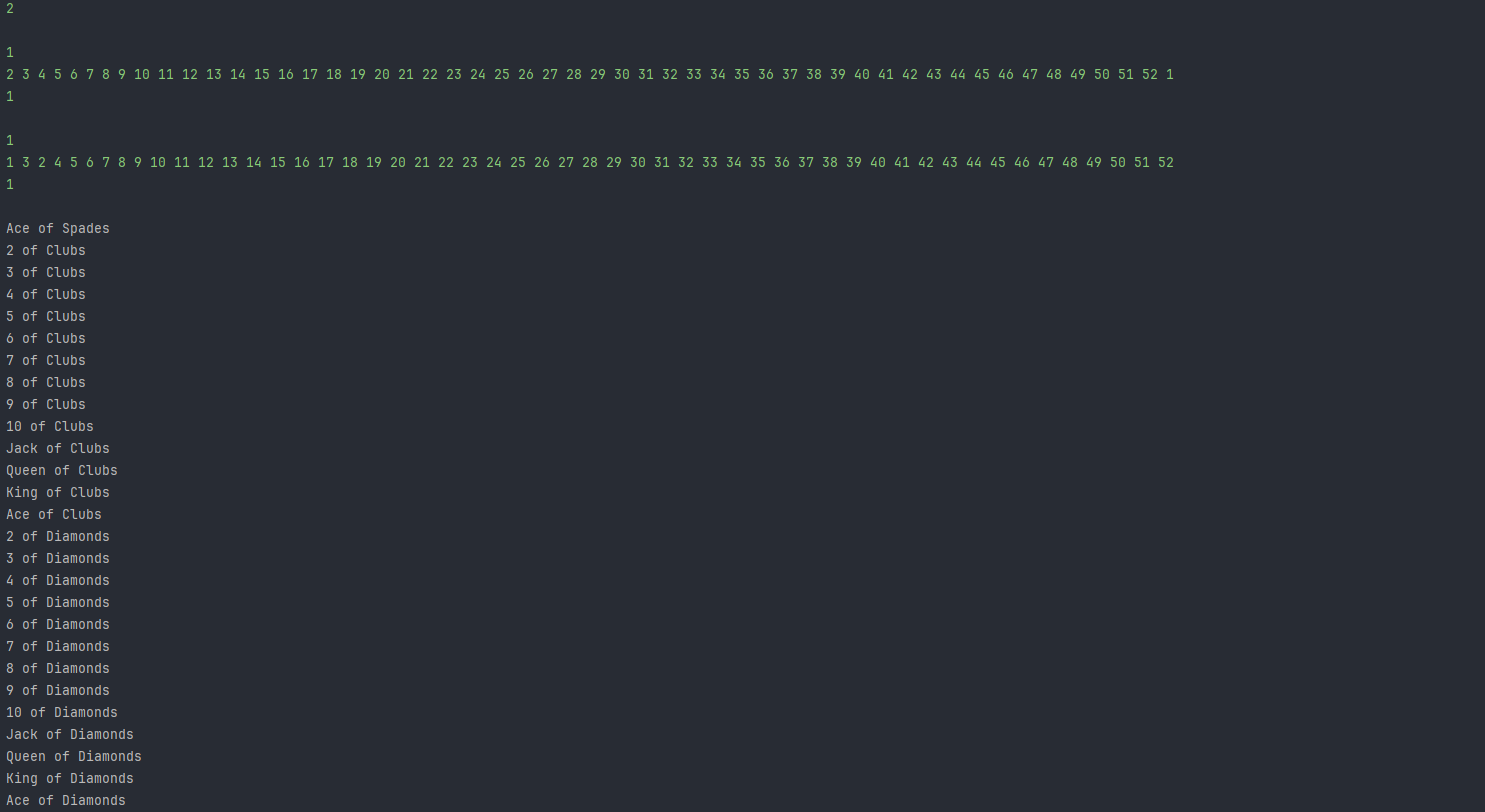 2

1
2 3 4 5 6 7 8 9 10 11 12 13 14 15 16 17 18 19 20 21 22 23 24 25 26 27 28 29 30 31 32 33 34 35 36 37 38 39 40 41 42 43 44 45 46 47 48 49 50 51 52 1
1

1
1 3 2 4 5 6 7 8 9 10 11 12 13 14 15 16 17 18 19 20 21 22 23 24 25 26 27 28 29 30 31 32 33 34 35 36 37 38 39 40 41 42 43 44 45 46 47 48 49 50 51 52
1

Ace of Spades
2 of Clubs
3 of Clubs
4 of Clubs
5 of Clubs
6 of Clubs
7 of Clubs
8 of Clubs
9 of Clubs
10 of Clubs
Jack of Clubs
Queen of Clubs
King of Clubs
Ace of Clubs
2 of Diamonds
3 of Diamonds
4 of Diamonds
5 of Diamonds
6 of Diamonds
7 of Diamonds
8 of Diamonds
9 of Diamonds
10 of Diamonds
Jack of Diamonds
Queen of Diamonds
King of Diamonds
Ace of Diamonds